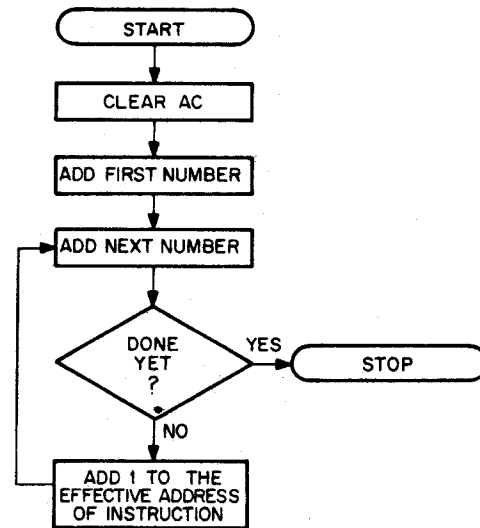 START
CLEAR AC
ADD FIRST NUMBER
ADD NEXT NUMBER
DONE
YET
?
YES
STOP
NO
ADD 1 TO THE
EFFECTIVE ADDRESS
OF INSTRUCTION